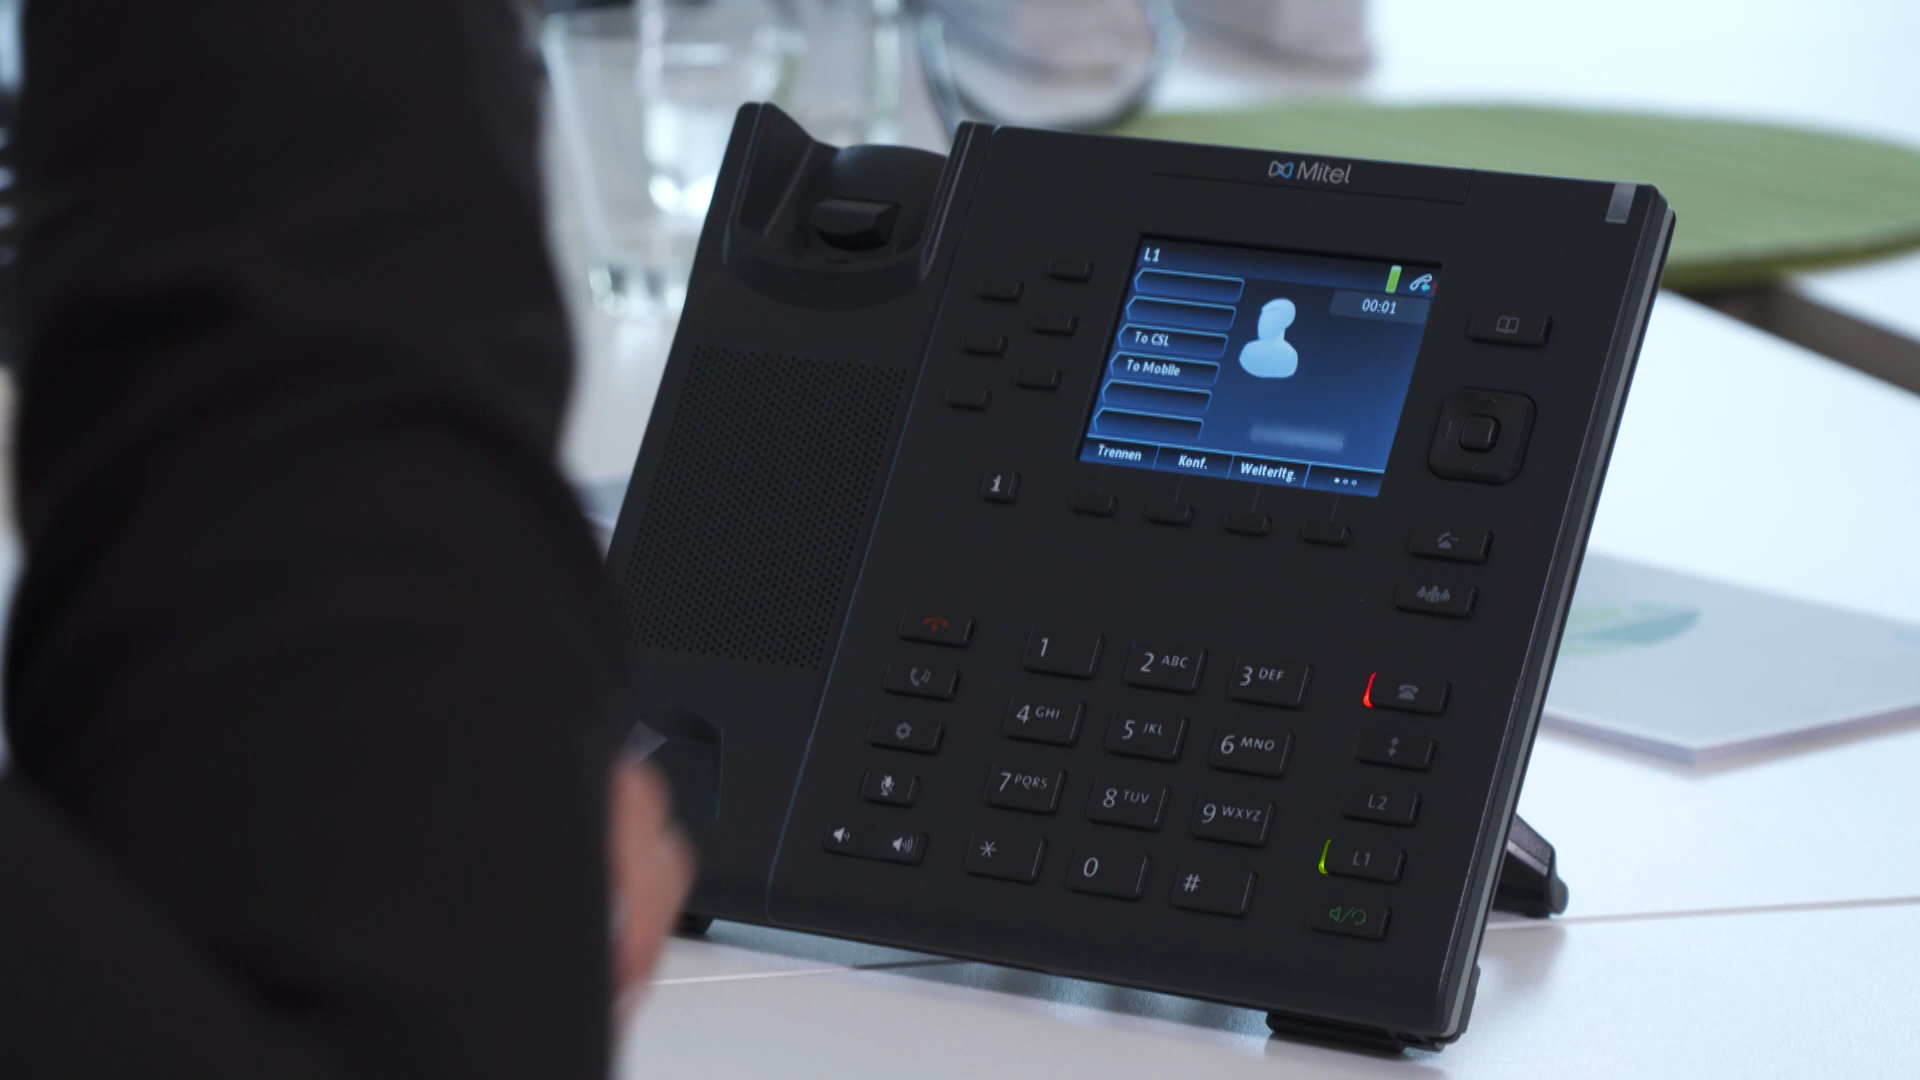 Mitel
L1
00:01
To CSL
To Mobile
Trennen Konf. Weiterltg.
i
1 2 ABC 3 DEF
4 GHI 5 JKL 6 MNO
7 PQRS 8 TUV 9 WXYZ
* 0 #
L2
L1